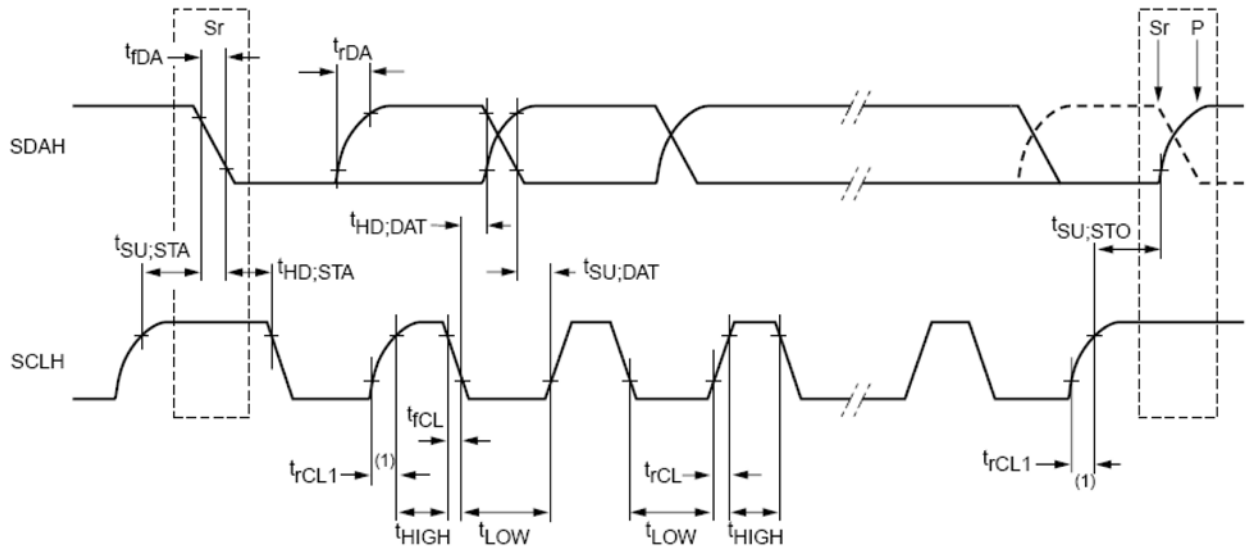 Sr
Sr P
tfDA
trDA
SDAH
tHD;DAT
tSU;STO
tSU;STA
tHD;STA
tSU;DAT
SCLH
tfCL
trCL1
(1)
trCL
trCL1
(1)
tHIGH
tLOW
tLOW
tHIGH